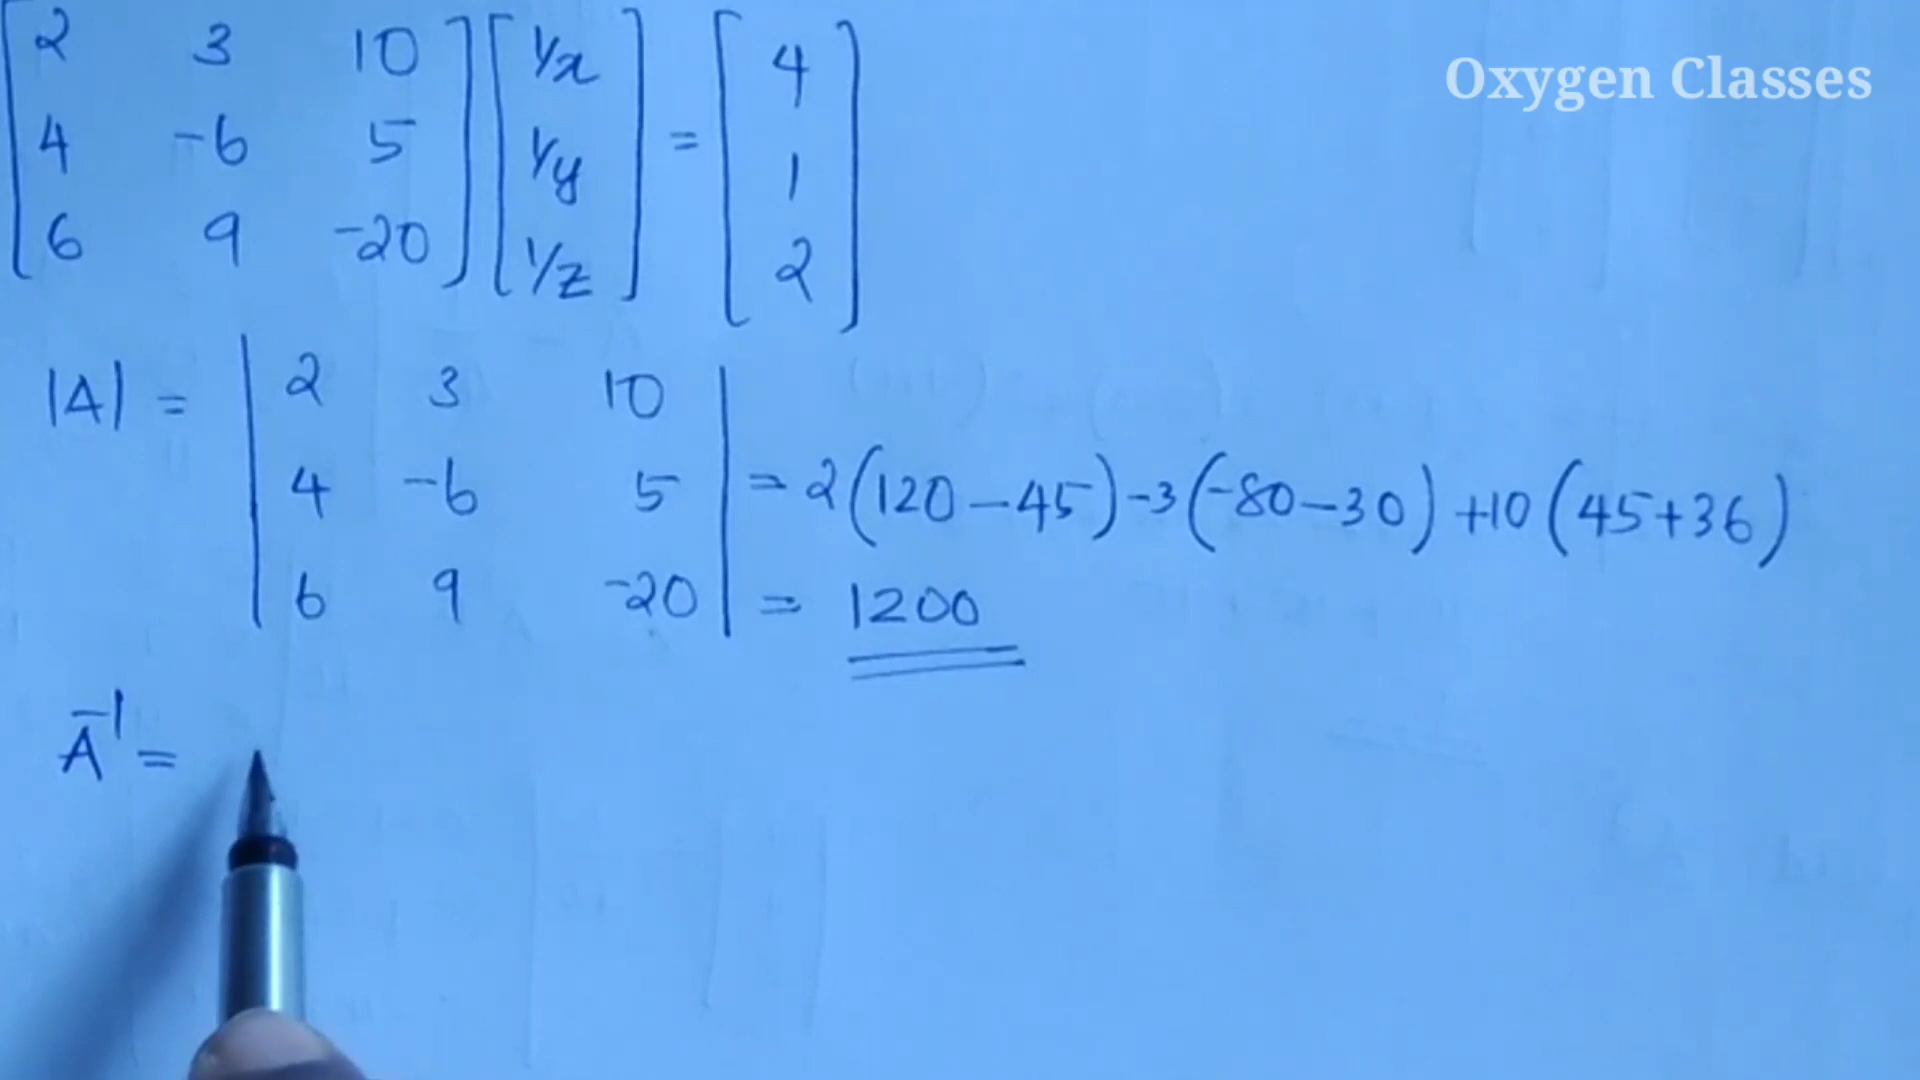 2 3 10 1/x 4
Oxygen Classes
4 -6 5 1/y = 1
6 9 -20 1/z 2
|A| = 2 3 10
4 -6 5 = 2(120-45)-3(-80-30)+10(45+36)
6 9 -20 = 1200
A⁻¹ =